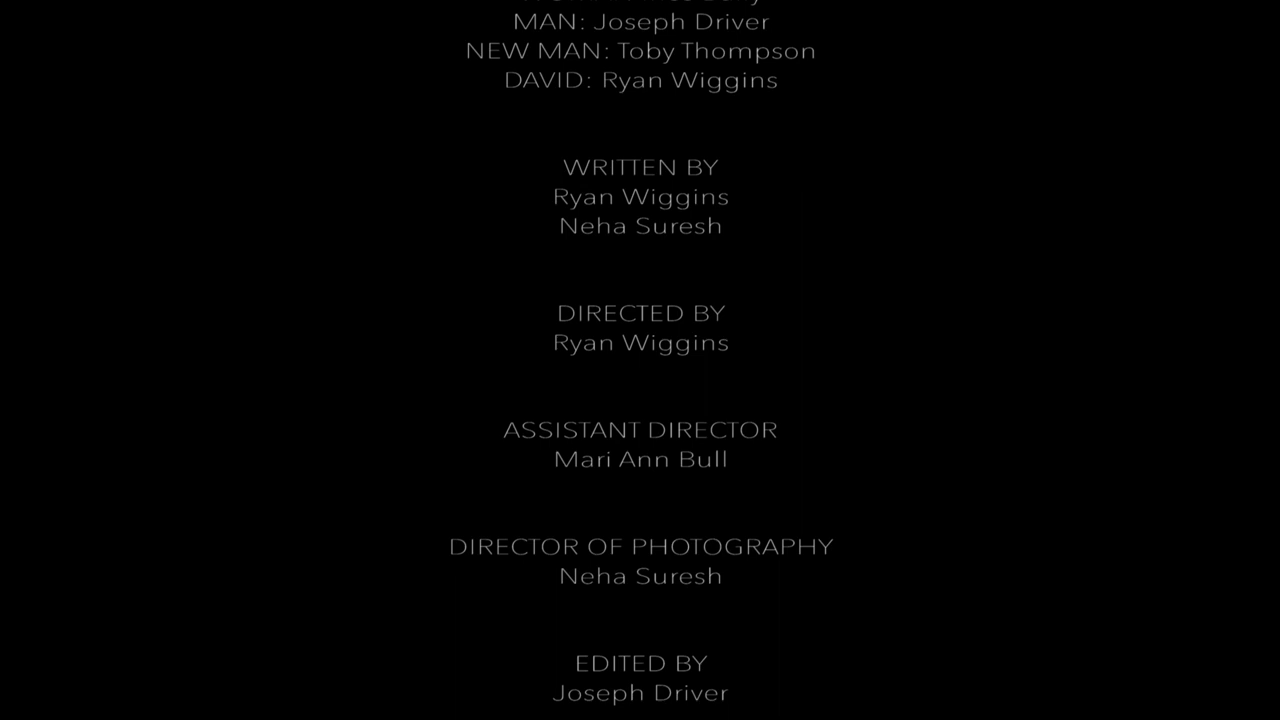 MAN: Joseph Driver
NEW MAN: Toby Thompson
DAVID: Ryan Wiggins
WRITTEN BY
Ryan Wiggins
Neha Suresh
DIRECTED BY
Ryan Wiggins
ASSISTANT DIRECTOR
Mari Ann Bull
DIRECTOR OF PHOTOGRAPHY
Neha Suresh
EDITED BY
Joseph Driver